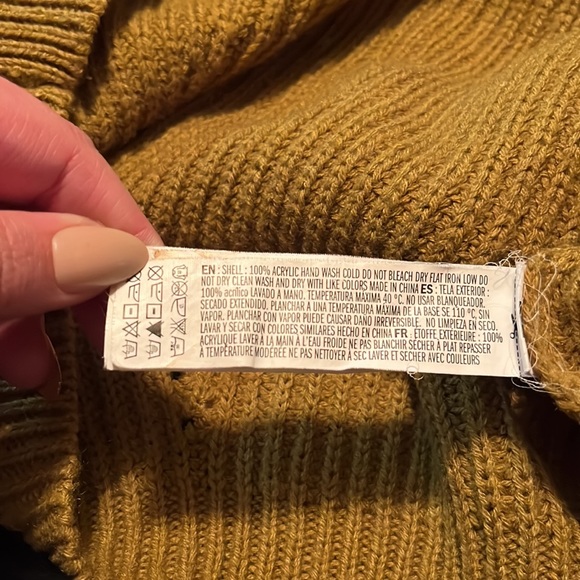 EN : SHELL : 100% ACRYLIC HAND WASH COLD DO NOT BLEACH DRY FLAT IRON LOW DO
NOT DRY CLEAN WASH AND DRY WITH LIKE COLORS MADE IN CHINA ES : TELA EXTERIOR :
100% acrílico LAVADO A MANO. TEMPERATURA MÁXIMA 40 °C. NO USAR BLANQUEADOR.
SECADO EXTENDIDO. PLANCHAR A UNA TEMPERATURA MÁXIMA DE LA BASE DE 110 °C, SIN
VAPOR. PLANCHAR CON VAPOR PUEDE CAUSAR DAÑO IRREVERSIBLE. NO LIMPIEZA EN SECO.
LAVAR Y SECAR CON COLORES SIMILARES HECHO EN CHINA FR : ÉTOFFE EXTÉRIEURE : 100%
ACRYLIQUE LAVER À LA MAIN À L'EAU FROIDE NE PAS BLANCHIR SÉCHER À PLAT REPASSER
À TEMPÉRATURE MODÉRÉE NE PAS NETTOYER À SEC LAVER ET SÉCHER AVEC COULEURS